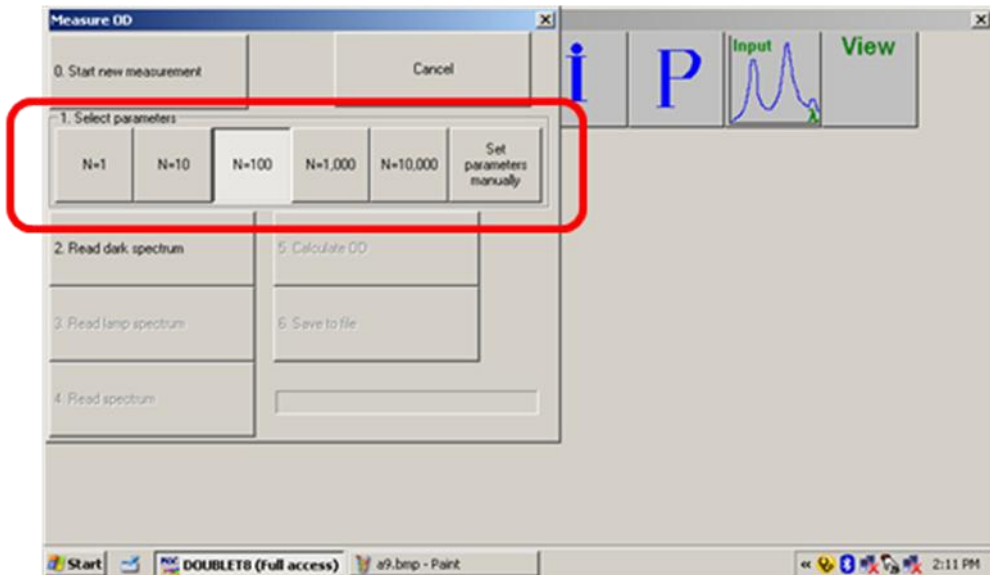 Measure OD
0. Start new measurement
Cancel
i
P
Input
λ
View
1. Select parameters
N=1
N=10
N=100
N=1,000
N=10,000
Set
parameters
manually
2. Read dark spectrum
5. Calculate OD
3. Read lamp spectrum
6. Save to file
4. Read spectrum
Start
DOUBLET8 (Full access)
a9.bmp - Paint
«
2:11 PM